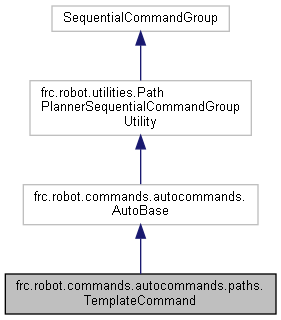 SequentialCommandGroup
frc.robot.utilities.Path
PlannerSequentialCommandGroup
Utility
frc.robot.commands.autocommands.
AutoBase
frc.robot.commands.autocommands.paths.
TemplateCommand